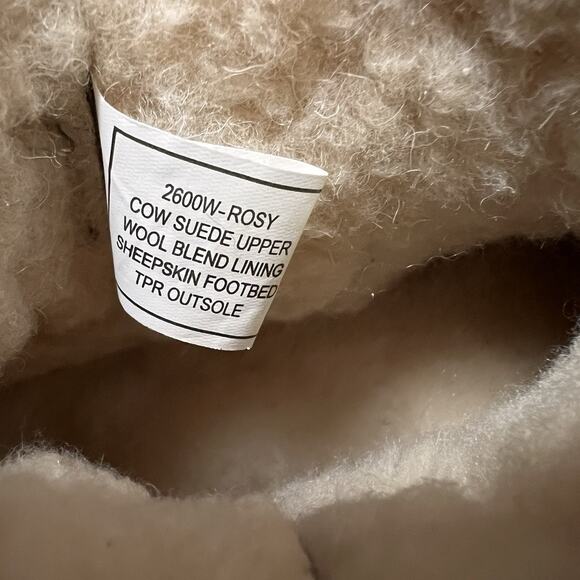 2600W-ROSY
COW SUEDE UPPER
WOOL BLEND LINING
SHEEPSKIN FOOTBED
TPR OUTSOLE